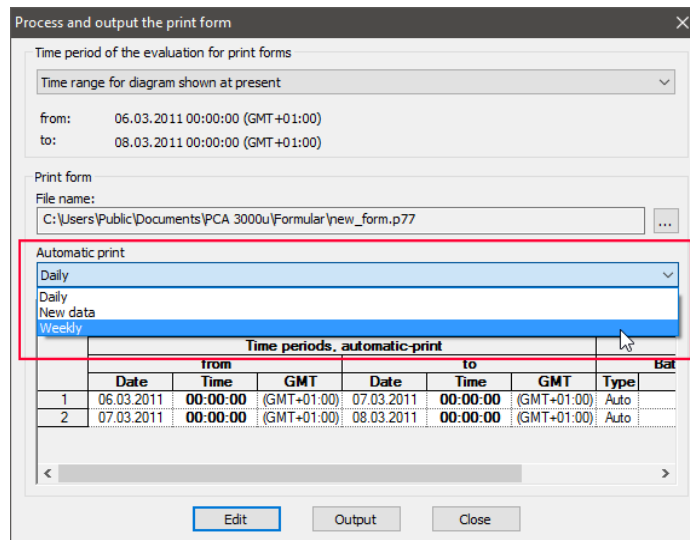 Process and output the print form
Time period of the evaluation for print forms
Time range for diagram shown at present
from: 06.03.2011 00:00:00 (GMT+01:00)
to: 08.03.2011 00:00:00 (GMT+01:00)
Print form
File name:
C:\Users\Public\Documents\PCA 3000u\Formular\new_form.p77
...
Automatic print
Daily
Daily
New data
Weekly
Time periods, automatic-print
from to Bat
Date Time GMT Date Time GMT Type
1 06.03.2011 00:00:00 (GMT+01:00) 07.03.2011 00:00:00 (GMT+01:00) Auto
2 07.03.2011 00:00:00 (GMT+01:00) 08.03.2011 00:00:00 (GMT+01:00) Auto
Edit Output Close